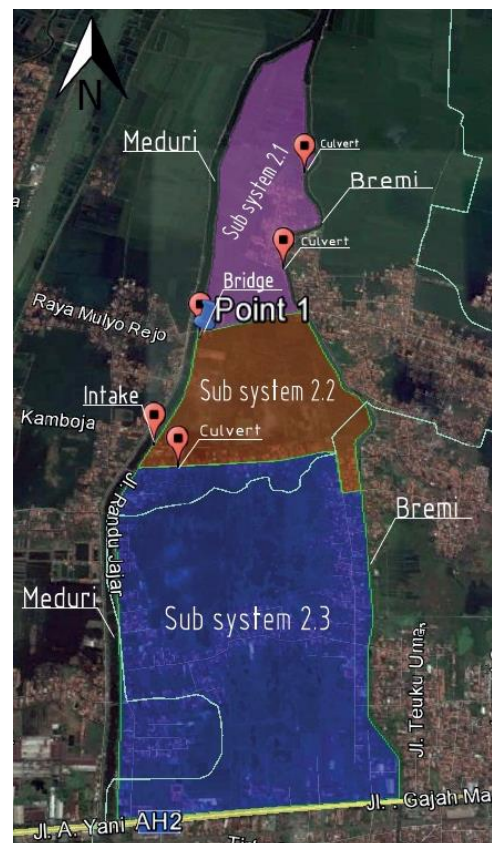 N
Meduri
Sub system 2.1
Culvert
Bremi
Culvert
Bridge
Point 1
Raya Mulyo Rejo
Intake
Sub system 2.2
Kamboja
Culvert
Jl. Randu Jajar
Bremi
Meduri
Sub system 2.3
Jl. Teuku Uma
Jl. . Gajah Ma
Jl. A. Yani AH2